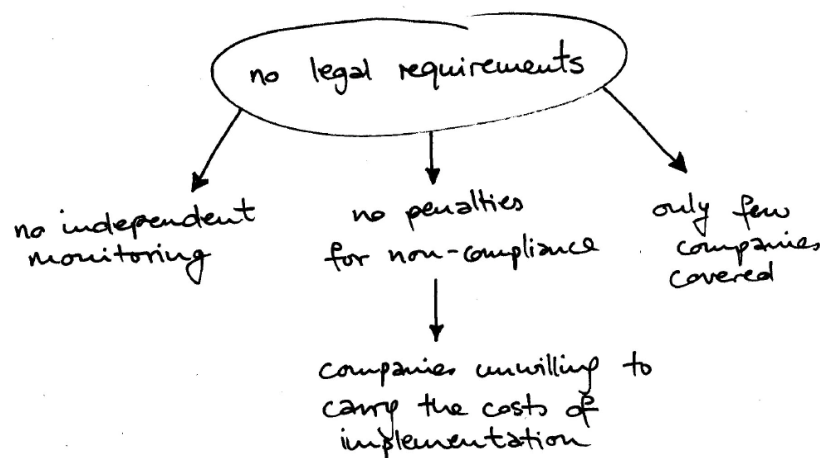 no legal requirements
no independent
monitoring
no penalties
for non-compliance
only few
companies
covered
companies unwilling to
carry the costs of
implementation